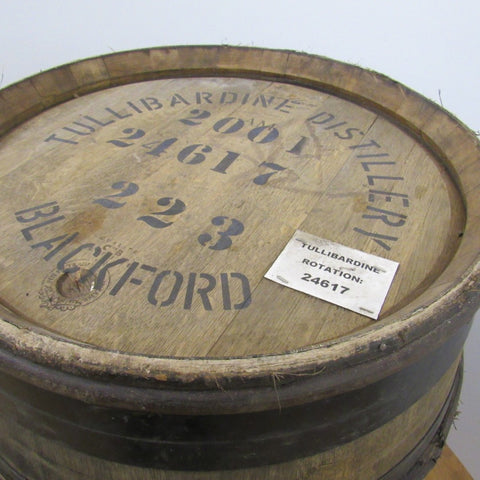 TULLIBARDINE DISTILLERY
2001
24617
223
BLACKFORD
TULLIBARDINE
ROTATION:
24617